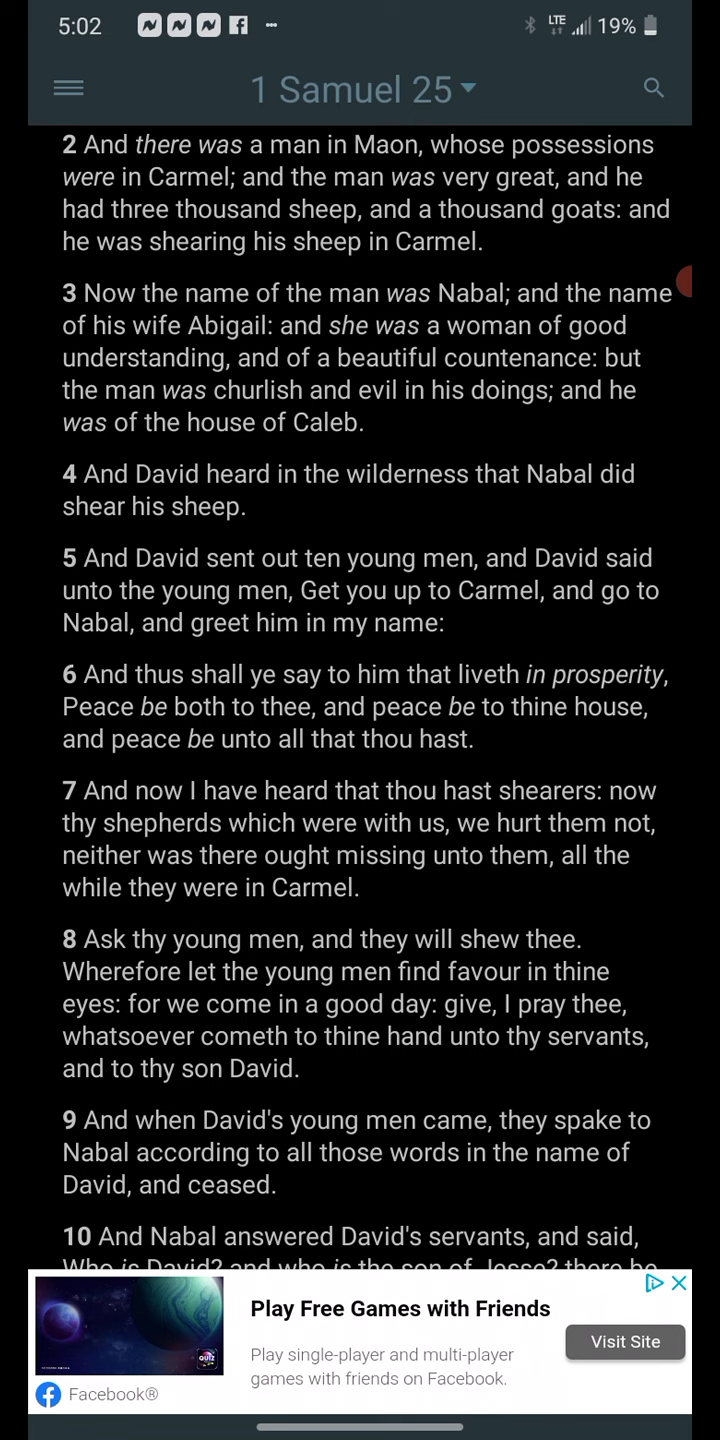 5:02
LTE
19%
1 Samuel 25
2 And there was a man in Maon, whose possessions
were in Carmel; and the man was very great, and he
had three thousand sheep, and a thousand goats: and
he was shearing his sheep in Carmel.
3 Now the name of the man was Nabal; and the name
of his wife Abigail: and she was a woman of good
understanding, and of a beautiful countenance: but
the man was churlish and evil in his doings; and he
was of the house of Caleb.
4 And David heard in the wilderness that Nabal did
shear his sheep.
5 And David sent out ten young men, and David said
unto the young men, Get you up to Carmel, and go to
Nabal, and greet him in my name:
6 And thus shall ye say to him that liveth in prosperity,
Peace be both to thee, and peace be to thine house,
and peace be unto all that thou hast.
7 And now I have heard that thou hast shearers: now
thy shepherds which were with us, we hurt them not,
neither was there ought missing unto them, all the
while they were in Carmel.
8 Ask thy young men, and they will shew thee.
Wherefore let the young men find favour in thine
eyes: for we come in a good day: give, I pray thee,
whatsoever cometh to thine hand unto thy servants,
and to thy son David.
9 And when David's young men came, they spake to
Nabal according to all those words in the name of
David, and ceased.
10 And Nabal answered David's servants, and said,
Who is David? and who is the son of Jesse? there be
Play Free Games with Friends
Play single-player and multi-player
games with friends on Facebook.
Visit Site
QUIZ
Facebook®